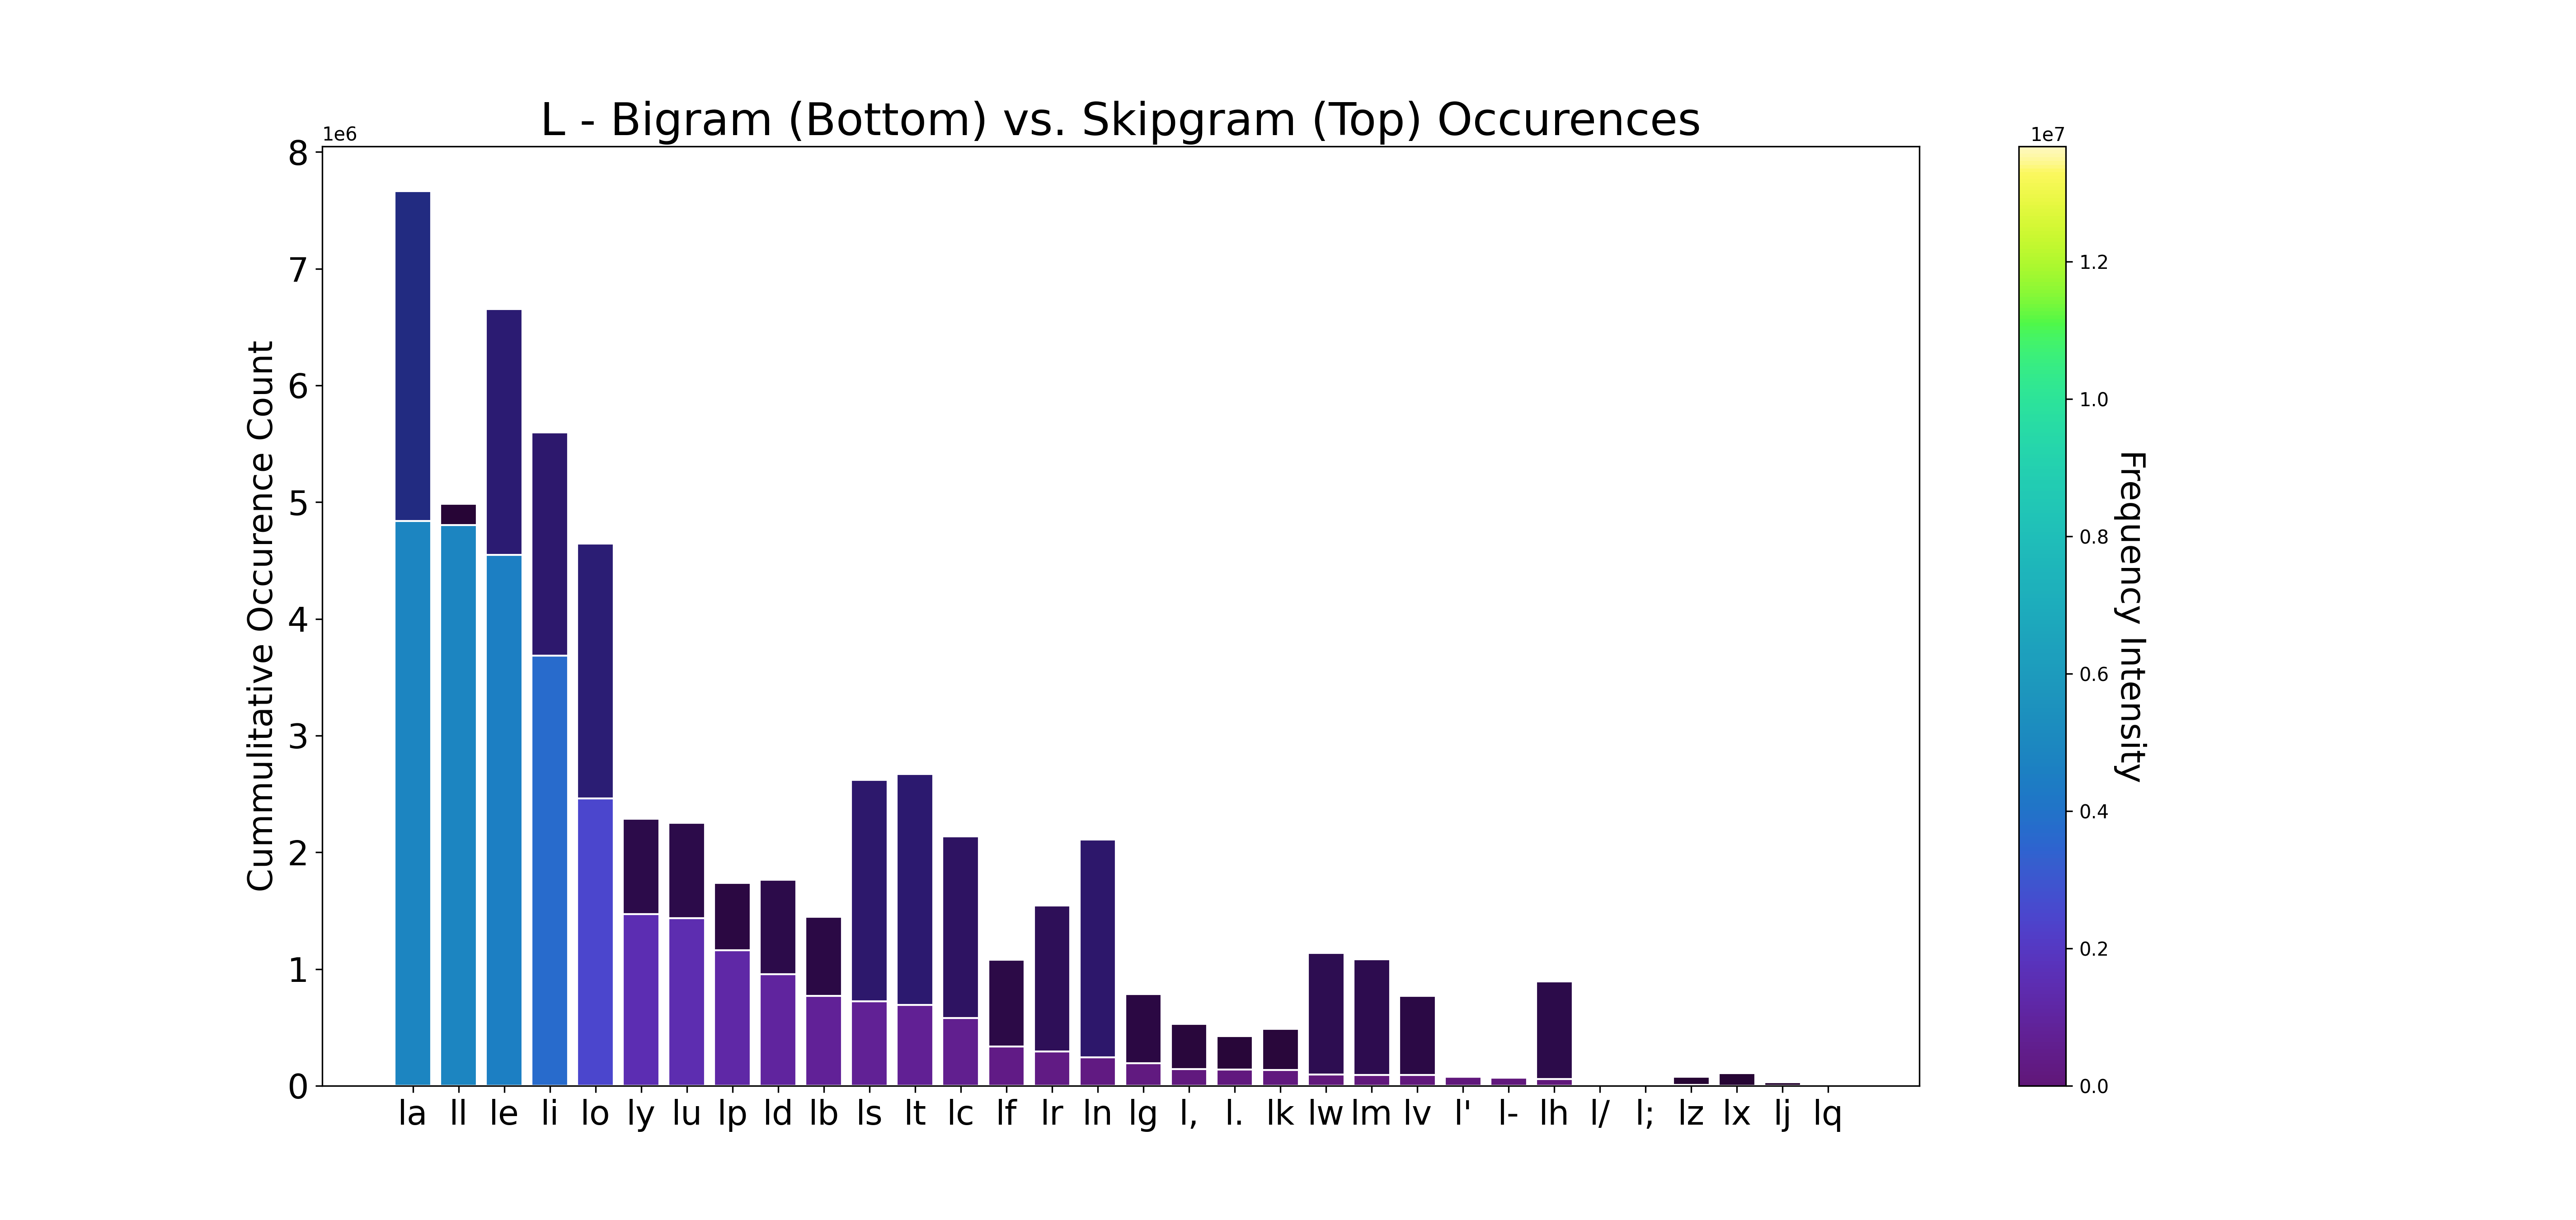 L - Bigram (Bottom) vs. Skipgram (Top) Occurences
1e6
8
7
6
5
4
3
2
1
0
Cummulitative Occurence Count
la ll le li lo ly lu lp ld lb ls lt lc lf lr ln lg l, l. lk lw lm lv l' l- lh l/ l; lz lx lj lq
1e7
1.2
1.0
0.8
0.6
0.4
0.2
0.0
Frequency Intensity